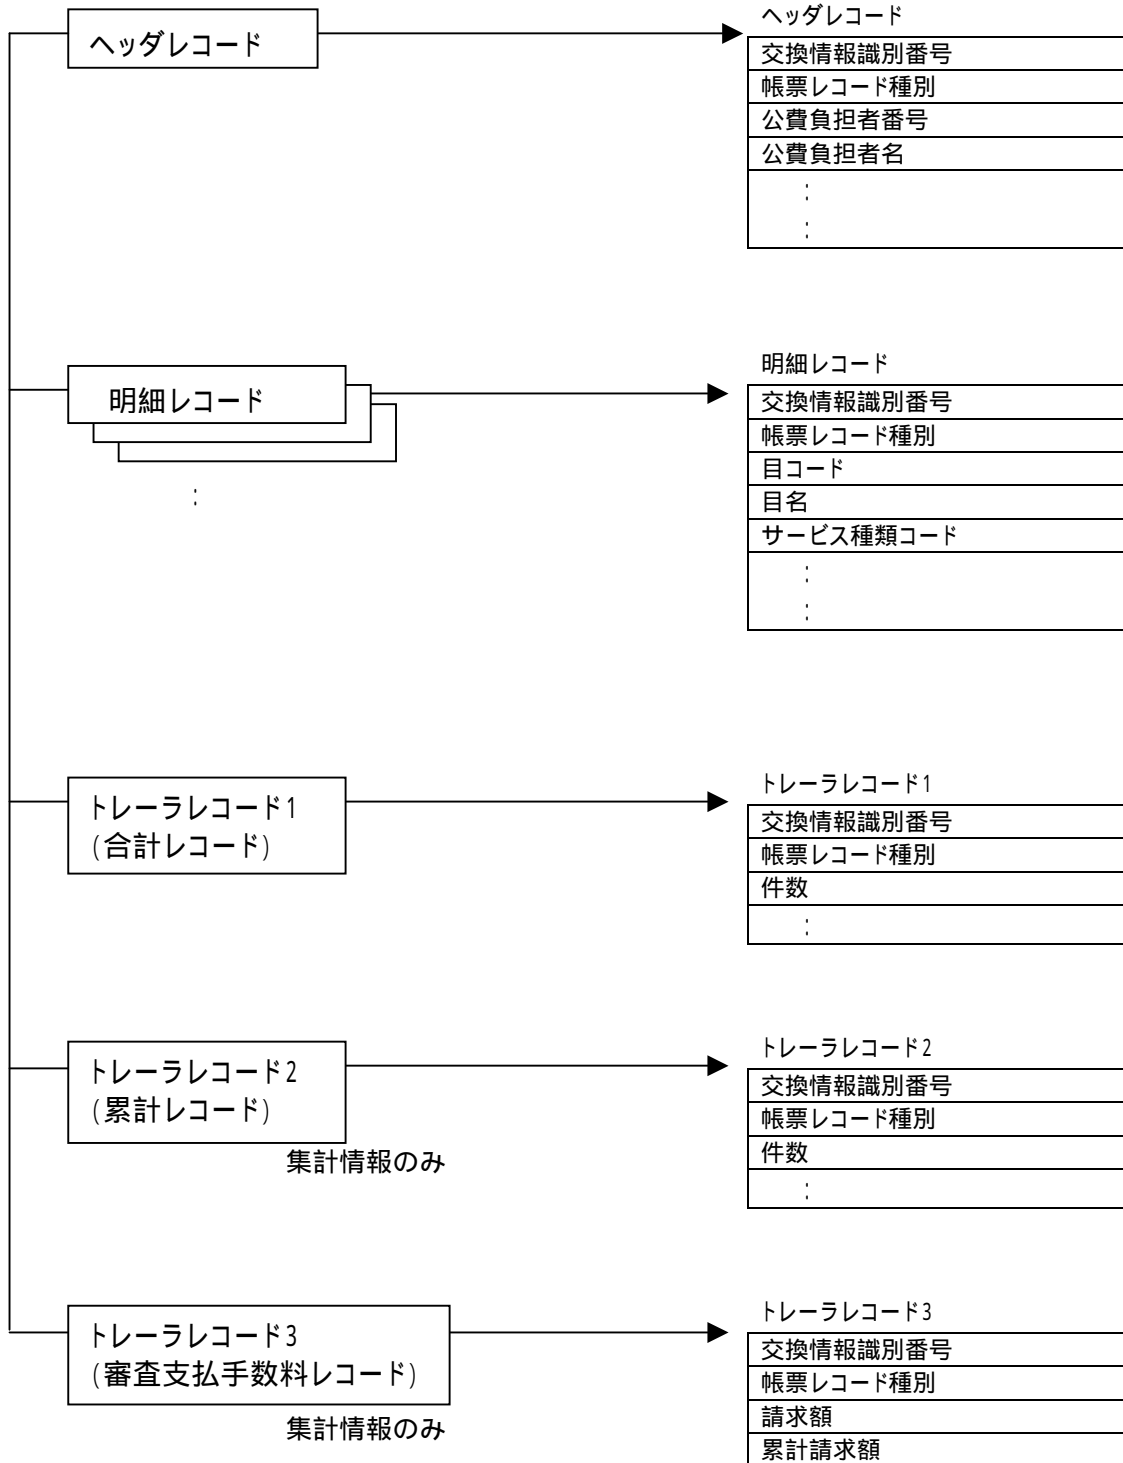 ヘッダレコード
ヘッダレコード
交換情報識別番号
帳票レコード種別
公費負担者番号
公費負担者名
:
:
明細レコード
:
明細レコード
交換情報識別番号
帳票レコード種別
目コード
目名
サービス種類コード
:
:
トレーラレコード1
(合計レコード)
トレーラレコード1
交換情報識別番号
帳票レコード種別
件数
:
トレーラレコード2
(累計レコード)
集計情報のみ
トレーラレコード2
交換情報識別番号
帳票レコード種別
件数
:
トレーラレコード3
(審査支払手数料レコード)
集計情報のみ
トレーラレコード3
交換情報識別番号
帳票レコード種別
請求額
累計請求額